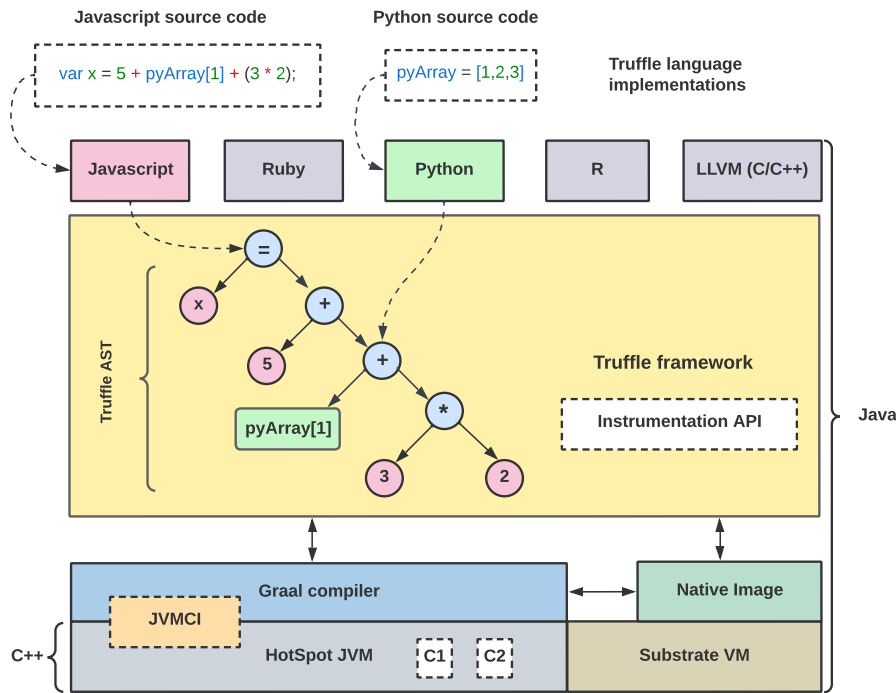 Javascript source code
Python source code
var x = 5 + pyArray[1] + (3 * 2);
pyArray = [1,2,3]
Truffle language
implementations
Javascript
Ruby
Python
R
LLVM (C/C++)
=
x
+
5
+
Truffle AST
Truffle framework
pyArray[1]
*
Instrumentation API
Java
3
2
Graal compiler
Native Image
JVMCI
C++
HotSpot JVM
C1
C2
Substrate VM